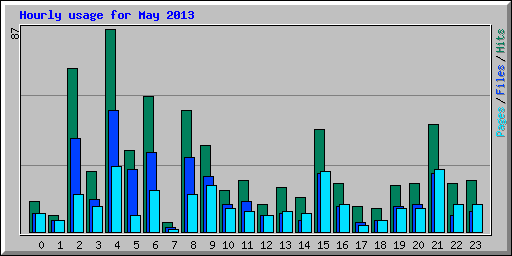 Hourly usage for May 2013
87
Pages / Files / Hits
0 1 2 3 4 5 6 7 8 9 10 11 12 13 14 15 16 17 18 19 20 21 22 23